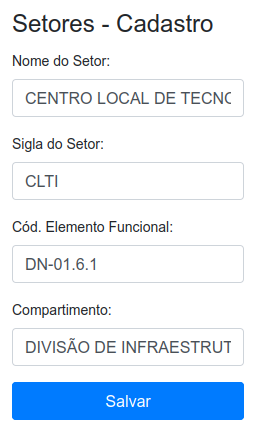 Setores - Cadastro
Nome do Setor:
CENTRO LOCAL DE TECNO
Sigla do Setor:
CLTI
Cód. Elemento Funcional:
DN-01.6.1
Compartimento:
DIVISÃO DE INFRAESTRUT
Salvar